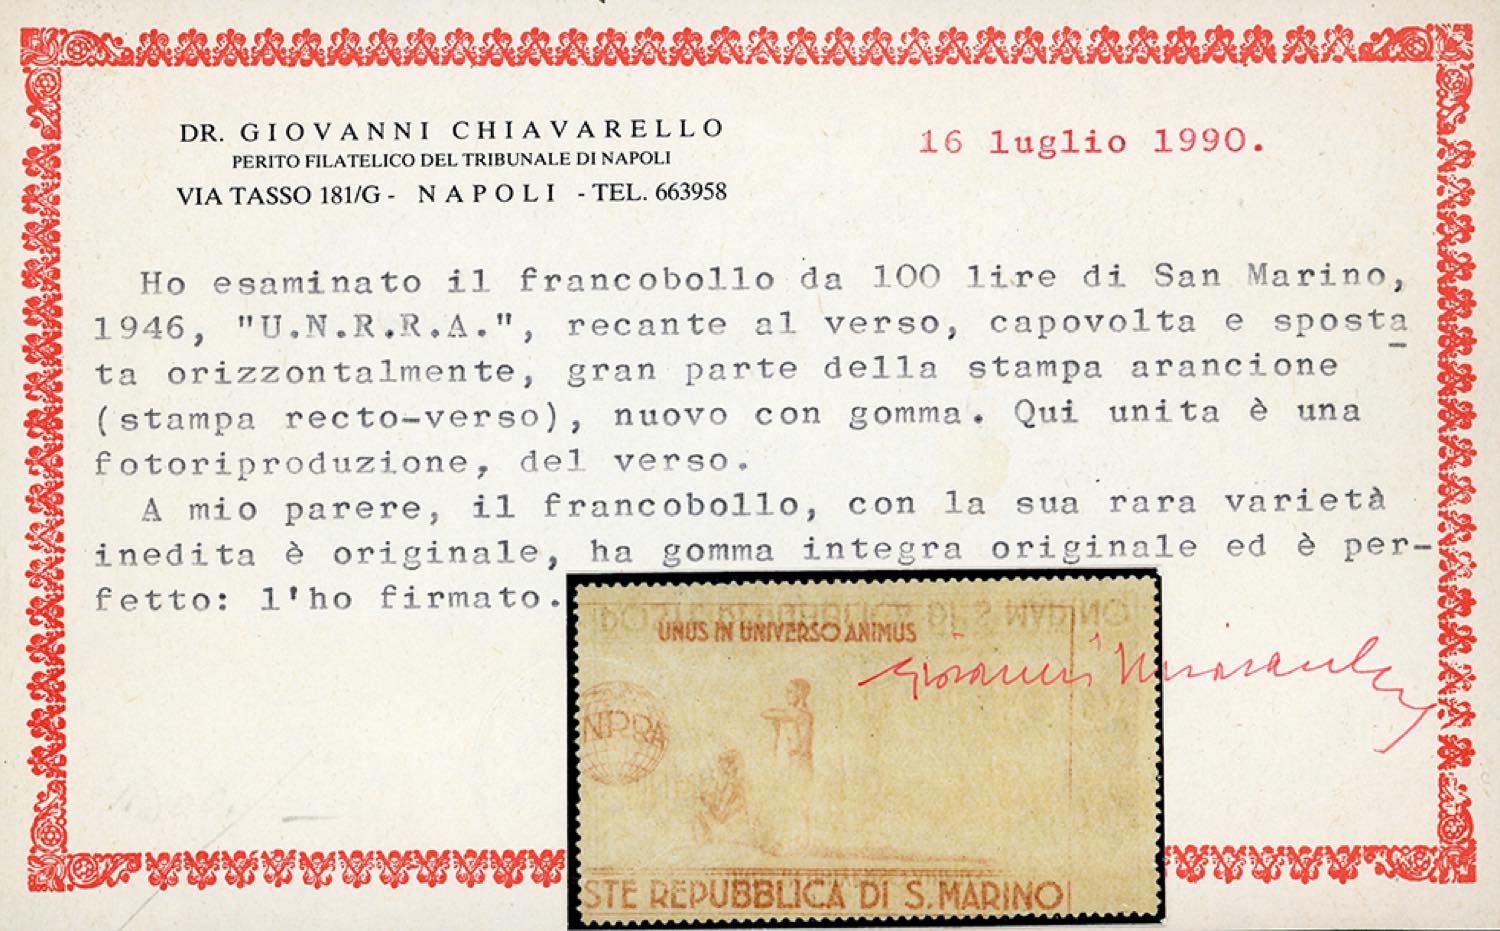 DR. GIOVANNI CHIAVARELLO
PERITO FILATELICO DEL TRIBUNALE DI NAPOLI
VIA TASSO 181/G - NAPOLI - TEL. 663958
16 luglio 1990.
Ho esaminato il francobollo da 100 lire di San Marino,
1946, "U.N.R.R.A.", recante al verso, capovolta e sposta
ta orizzontalmente, gran parte della stampa arancione
(stampa recto-verso), nuovo con gomma. Qui unita è una
fotoriproduzione, del verso.
A mio parere, il francobollo, con la sua rara varietà
inedita è originale, ha gomma integra originale ed è per-
fetto: l'ho firmato.
UNUS IN UNIVERSO ANIMUS
NRRA
STE REPUBBLICA DI S. MARINO